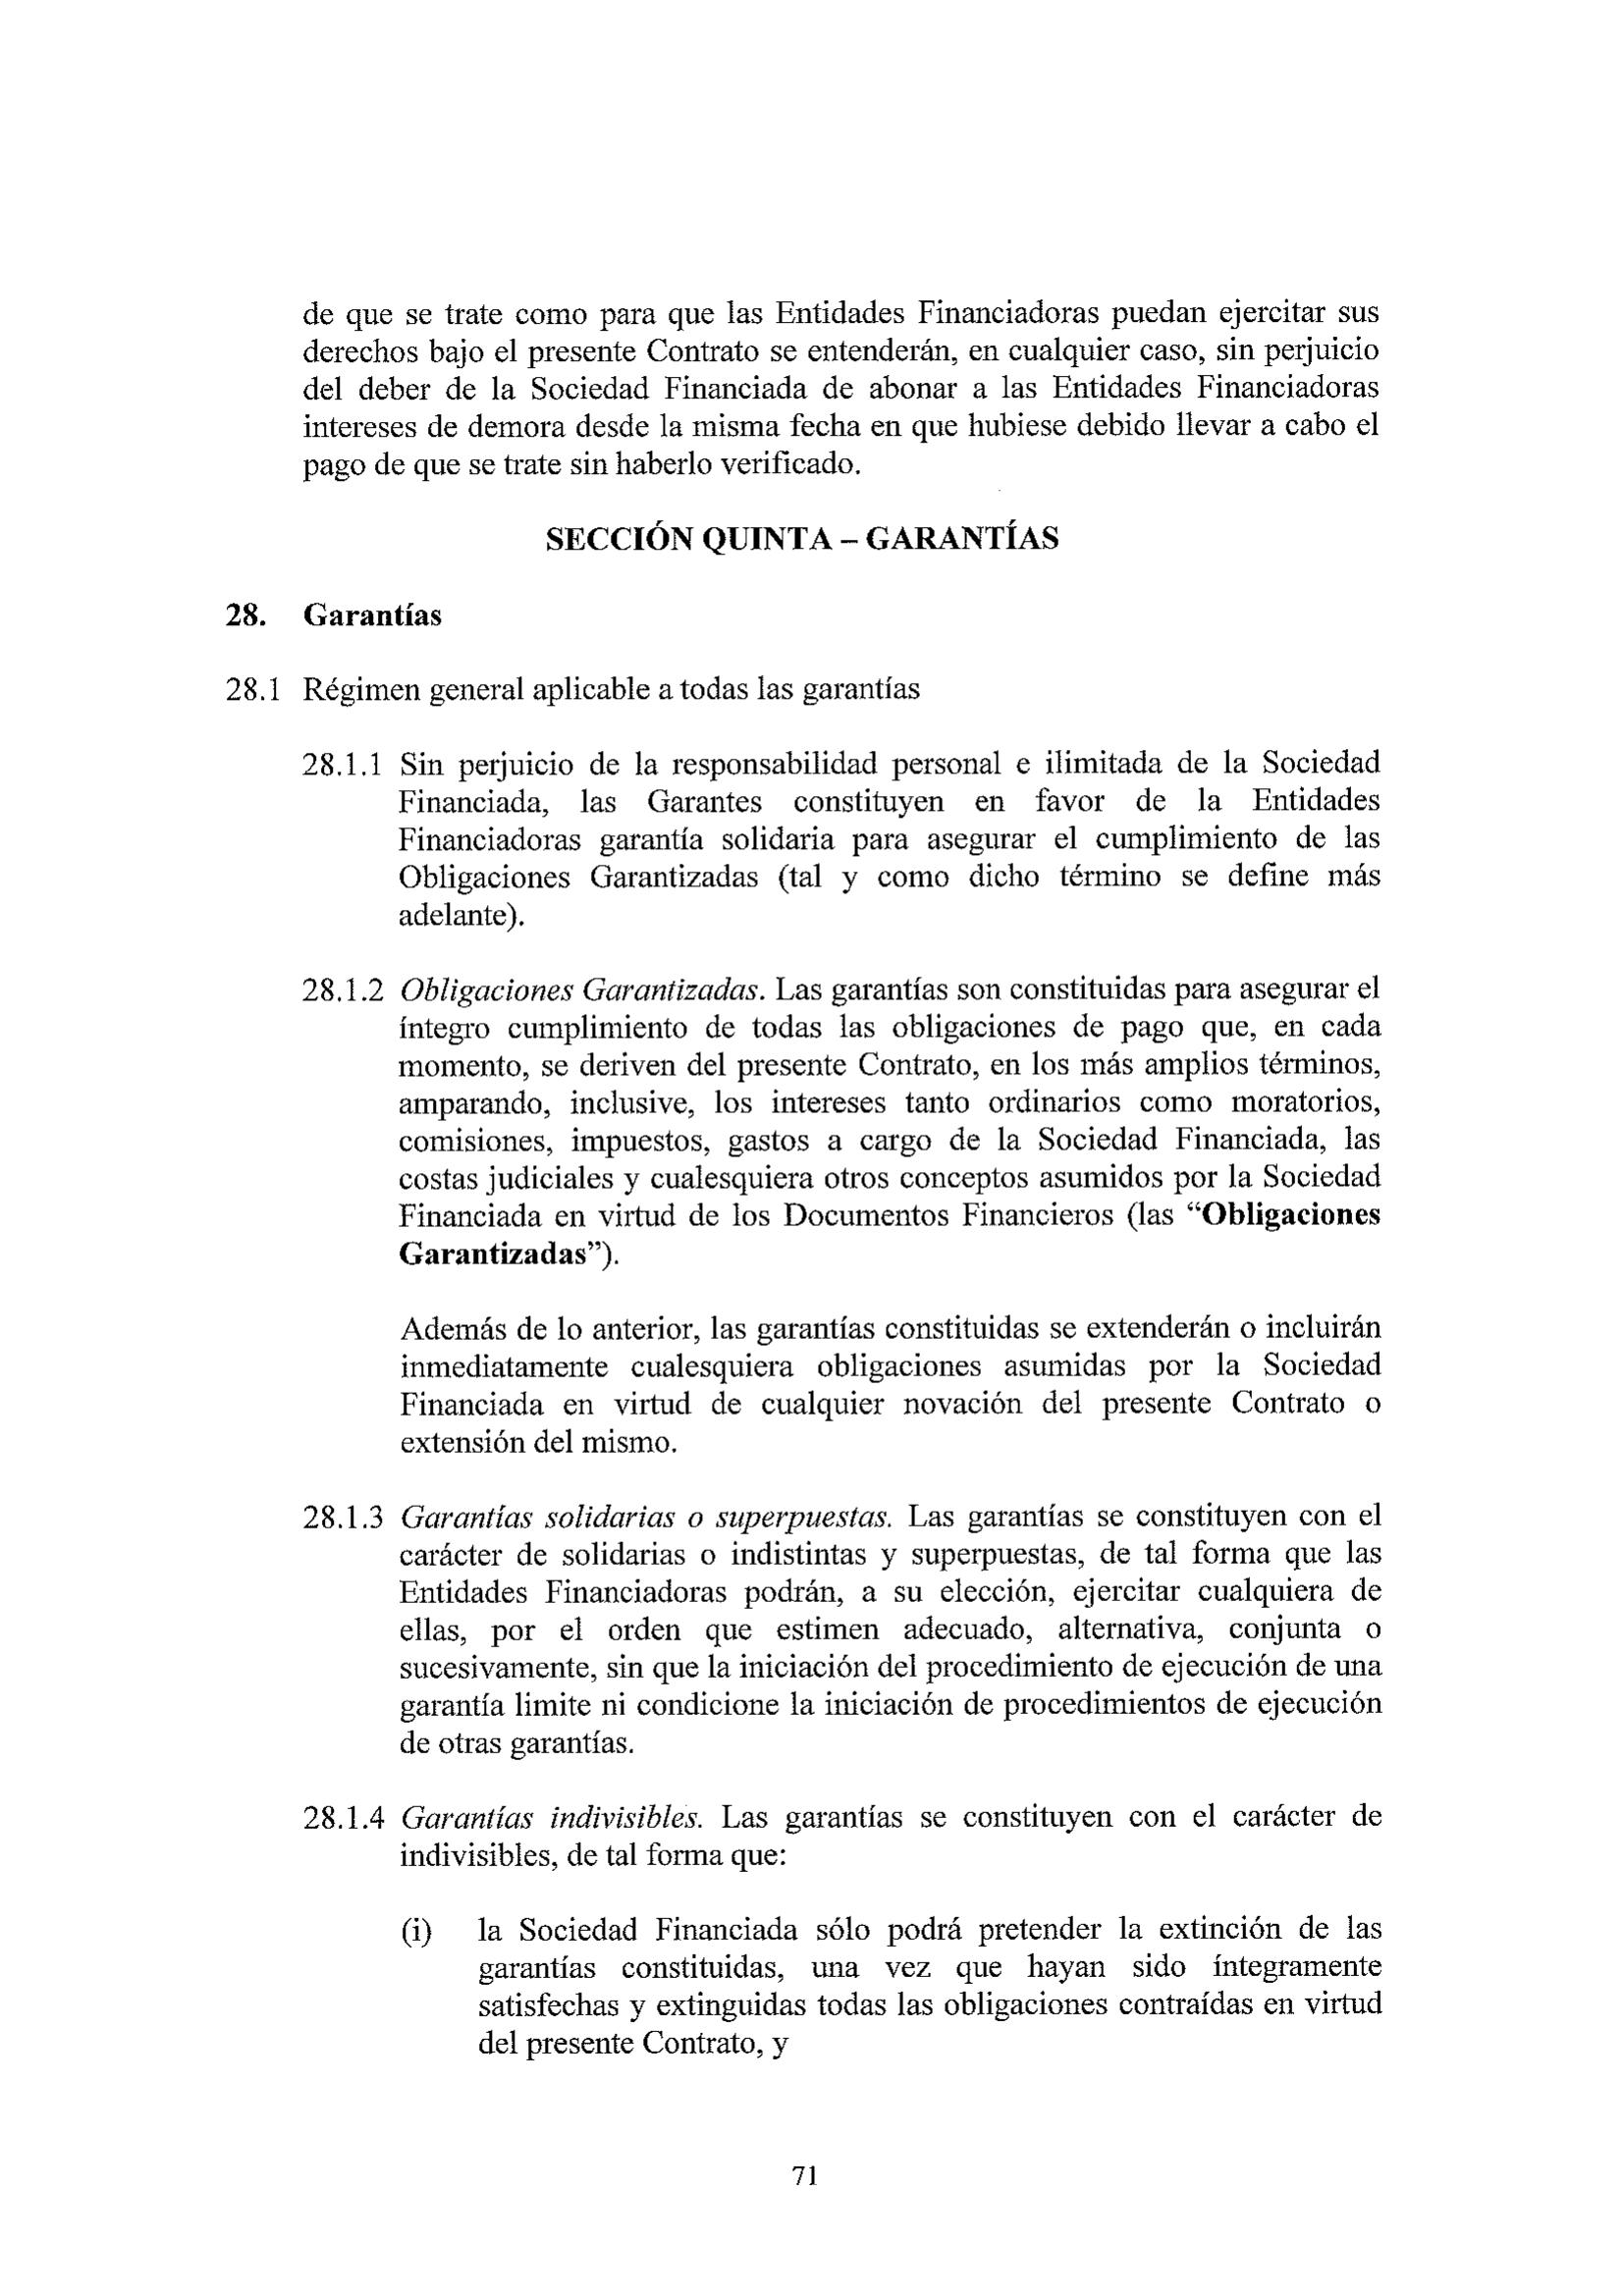 de que se trate como para que las Entidades Financiadoras puedan ejercitar sus
derechos bajo el presente Contrato se entenderán, en cualquier caso, sin perjuicio
del deber de la Sociedad Financiada de abonar a las Entidades Financiadoras
intereses de demora desde la misma fecha en que hubiese debido llevar a cabo el
pago de que se trate sin haberlo verificado.
SECCIÓN QUINTA – GARANTÍAS
28. Garantías
28.1 Régimen general aplicable a todas las garantías
28.1.1 Sin perjuicio de la responsabilidad personal e ilimitada de la Sociedad
Financiada, las Garantes constituyen en favor de la Entidades
Financiadoras garantía solidaria para asegurar el cumplimiento de las
Obligaciones Garantizadas (tal y como dicho término se define más
adelante).
28.1.2 Obligaciones Garantizadas. Las garantías son constituidas para asegurar el
íntegro cumplimiento de todas las obligaciones de pago que, en cada
momento, se deriven del presente Contrato, en los más amplios términos,
amparando, inclusive, los intereses tanto ordinarios como moratorios,
comisiones, impuestos, gastos a cargo de la Sociedad Financiada, las
costas judiciales y cualesquiera otros conceptos asumidos por la Sociedad
Financiada en virtud de los Documentos Financieros (las “Obligaciones
Garantizadas”).
Además de lo anterior, las garantías constituidas se extenderán o incluirán
inmediatamente cualesquiera obligaciones asumidas por la Sociedad
Financiada en virtud de cualquier novación del presente Contrato o
extensión del mismo.
28.1.3 Garantías solidarias o superpuestas. Las garantías se constituyen con el
carácter de solidarias o indistintas y superpuestas, de tal forma que las
Entidades Financiadoras podrán, a su elección, ejercitar cualquiera de
ellas, por el orden que estimen adecuado, alternativa, conjunta o
sucesivamente, sin que la iniciación del procedimiento de ejecución de una
garantía limite ni condicione la iniciación de procedimientos de ejecución
de otras garantías.
28.1.4 Garantías indivisibles. Las garantías se constituyen con el carácter de
indivisibles, de tal forma que:
(i) la Sociedad Financiada sólo podrá pretender la extinción de las
garantías constituidas, una vez que hayan sido íntegramente
satisfechas y extinguidas todas las obligaciones contraídas en virtud
del presente Contrato, y
71